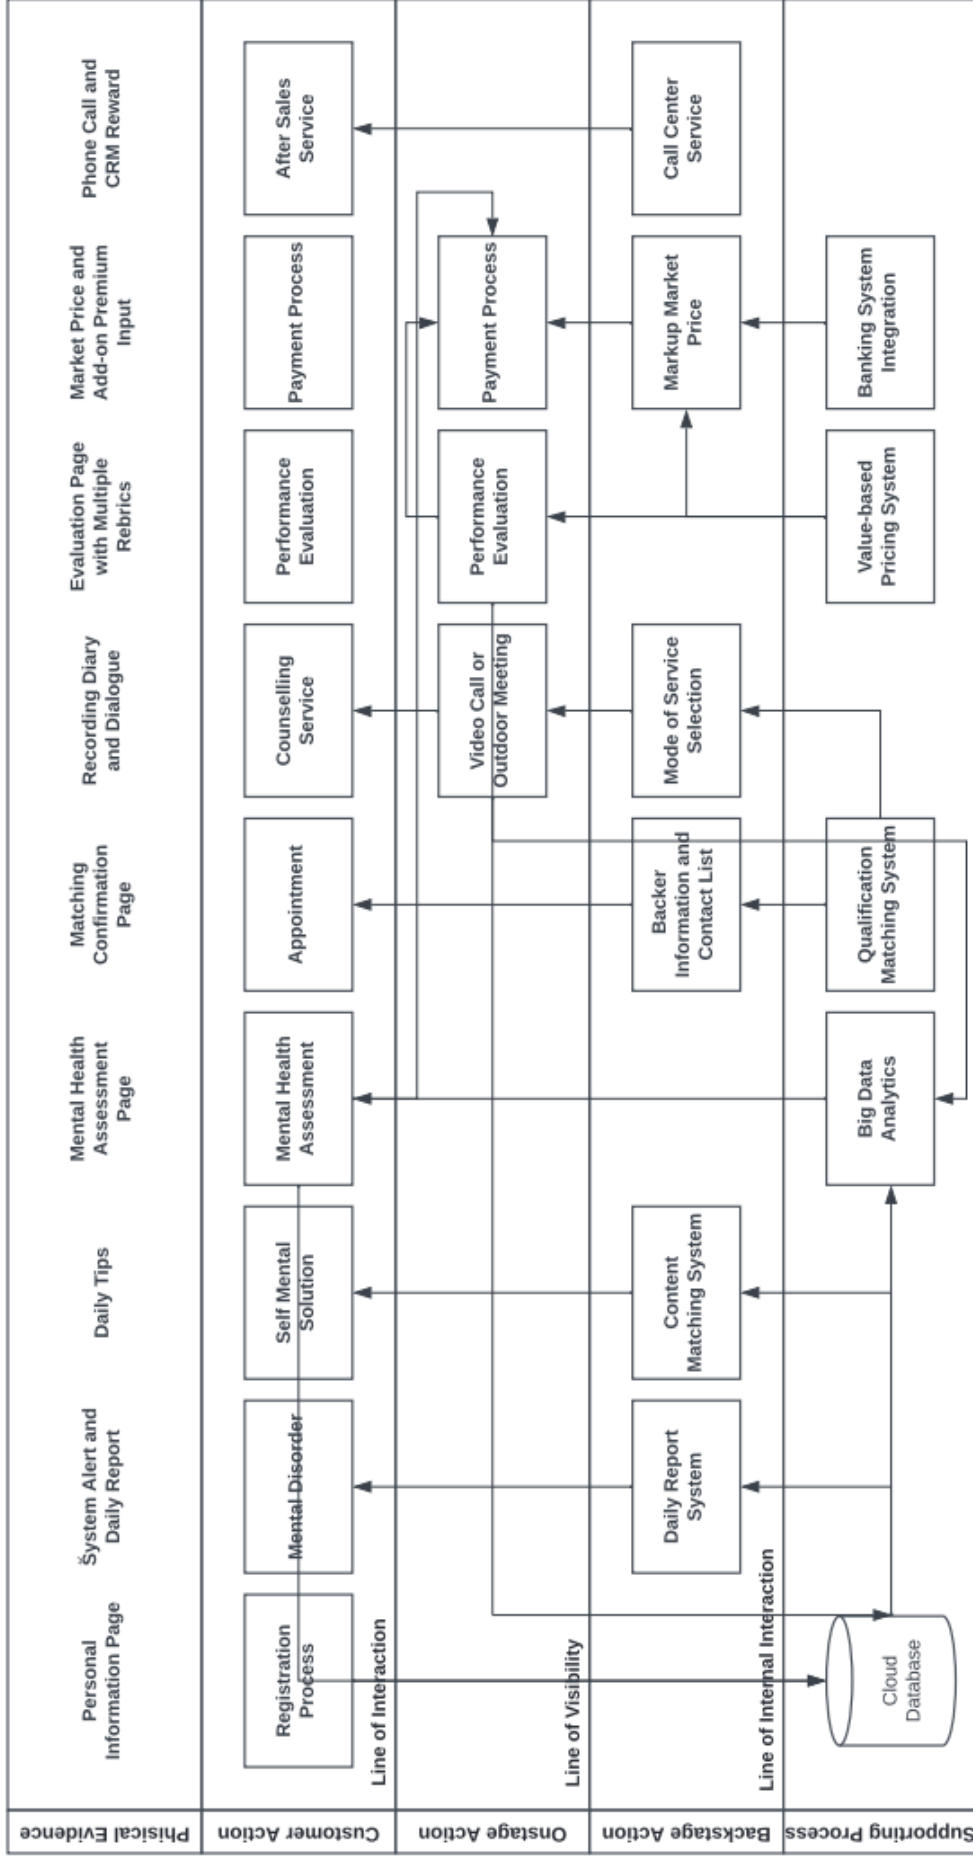 Phisical Evidence
Personal
Information Page
Šystem Alert and
Daily Report
Daily Tips
Mental Health
Assessment
Page
Matching
Confirmation
Page
Recording Diary
and Dialogue
Evaluation Page
with Multiple
Rebrics
Market Price and
Add-on Premium
Input
Phone Call and
CRM Reward
Customer Action
Registration
Process
Mental Disorder
Self Mental
Solution
Mental Health
Assessment
Appointment
Counselling
Service
Performance
Evaluation
Payment Process
After Sales
Service
Line of Interaction
Onstage Action
Video Call or
Outdoor Meeting
Performance
Evaluation
Payment Process
Line of Visibility
Backstage Action
Daily Report
System
Content
Matching System
Backer
Information and
Contact List
Mode of Service
Selection
Markup Market
Price
Call Center
Service
Line of Internal Interaction
Supporting Process
Cloud
Database
Big Data
Analytics
Qualification
Matching System
Value-based
Pricing System
Banking System
Integration